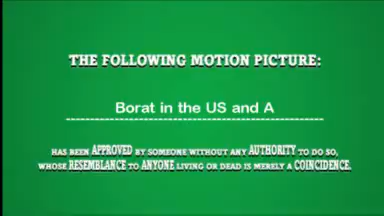 THE FOLLOWING MOTION PICTURE:
Borat in the US and A
HAS BEEN APPROVED BY SOMEONE WITHOUT ANY AUTHORITY TO DO SO,
WHOSE RESEMBLANCE TO ANYONE LIVING OR DEAD IS MERELY A COINCIDENCE.